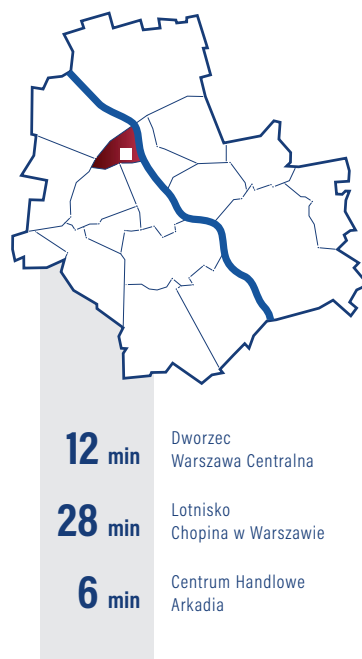 12 min
Dworzec
Warszawa Centralna
28 min
Lotnisko
Chopina w Warszawie
6 min
Centrum Handlowe
Arkadia